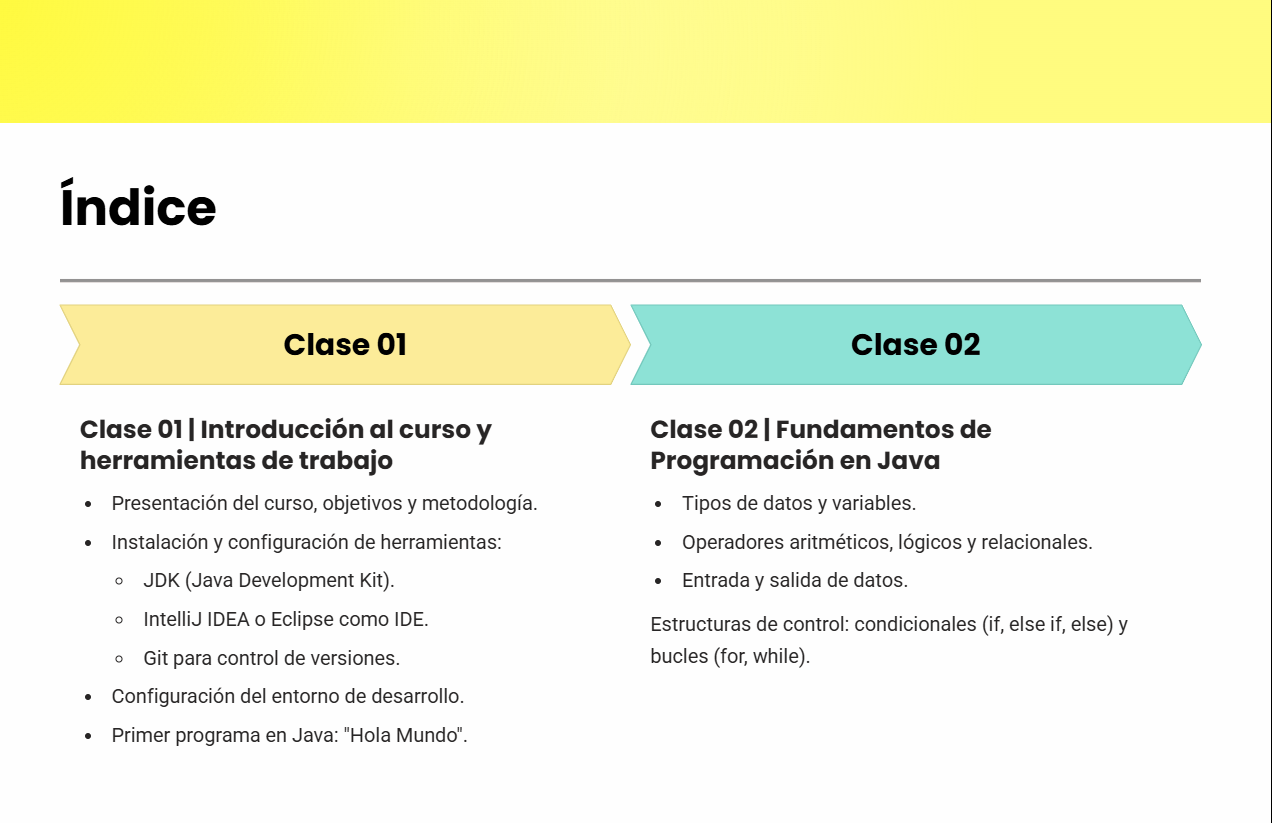 Índice
Clase 01
Clase 02
Clase 01 | Introducción al curso y
herramientas de trabajo
• Presentación del curso, objetivos y metodología.
• Instalación y configuración de herramientas:
○ JDK (Java Development Kit).
○ IntelliJ IDEA o Eclipse como IDE.
○ Git para control de versiones.
• Configuración del entorno de desarrollo.
• Primer programa en Java: "Hola Mundo".
Clase 02 | Fundamentos de
Programación en Java
• Tipos de datos y variables.
• Operadores aritméticos, lógicos y relacionales.
• Entrada y salida de datos.
Estructuras de control: condicionales (if, else if, else) y
bucles (for, while).